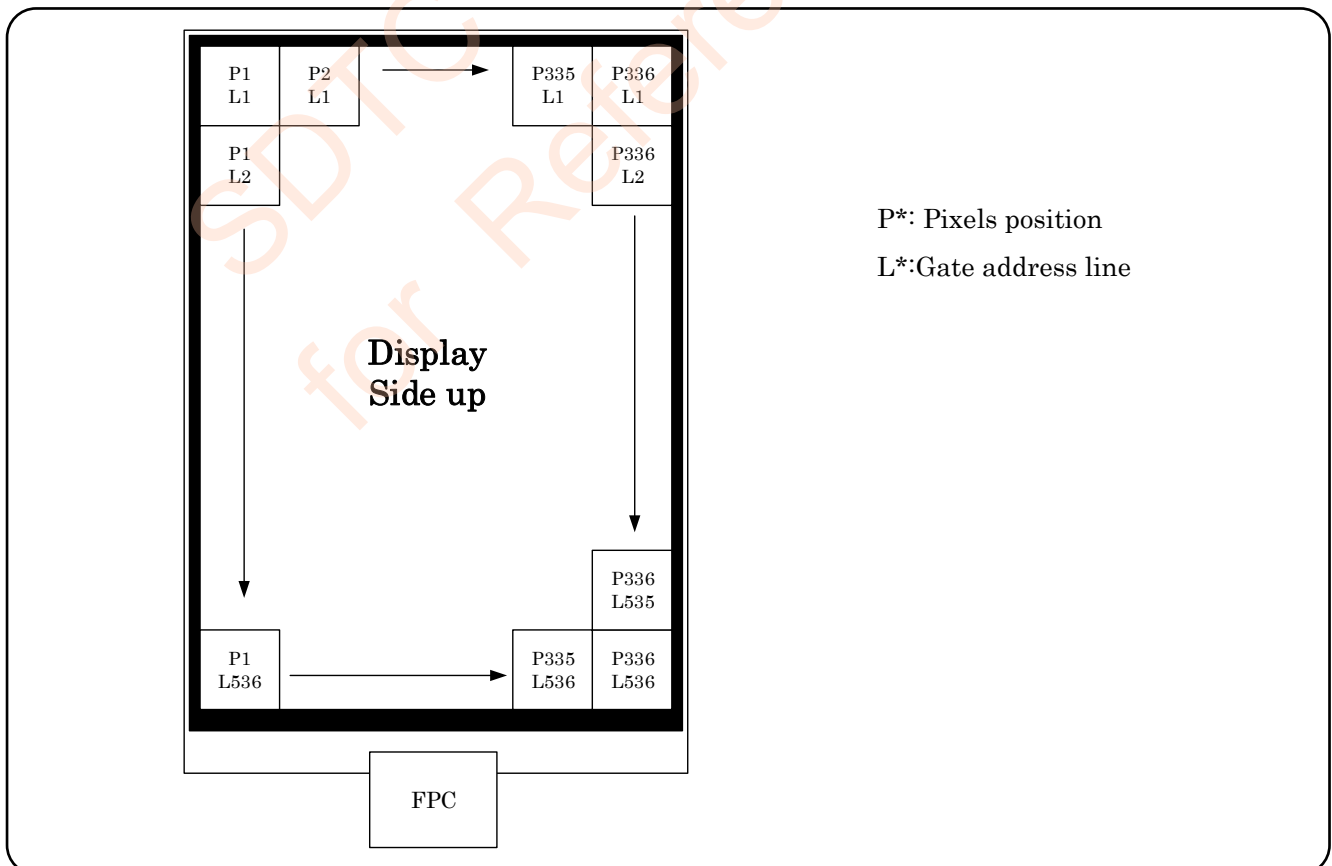 P1
L1
P2
L1
P335
L1
P336
L1
P1
L2
P336
L2
P*: Pixels position
L*:Gate address line
Display
Side up
P336
L535
P1
L536
P335
L536
P336
L536
FPC
SDTC
for